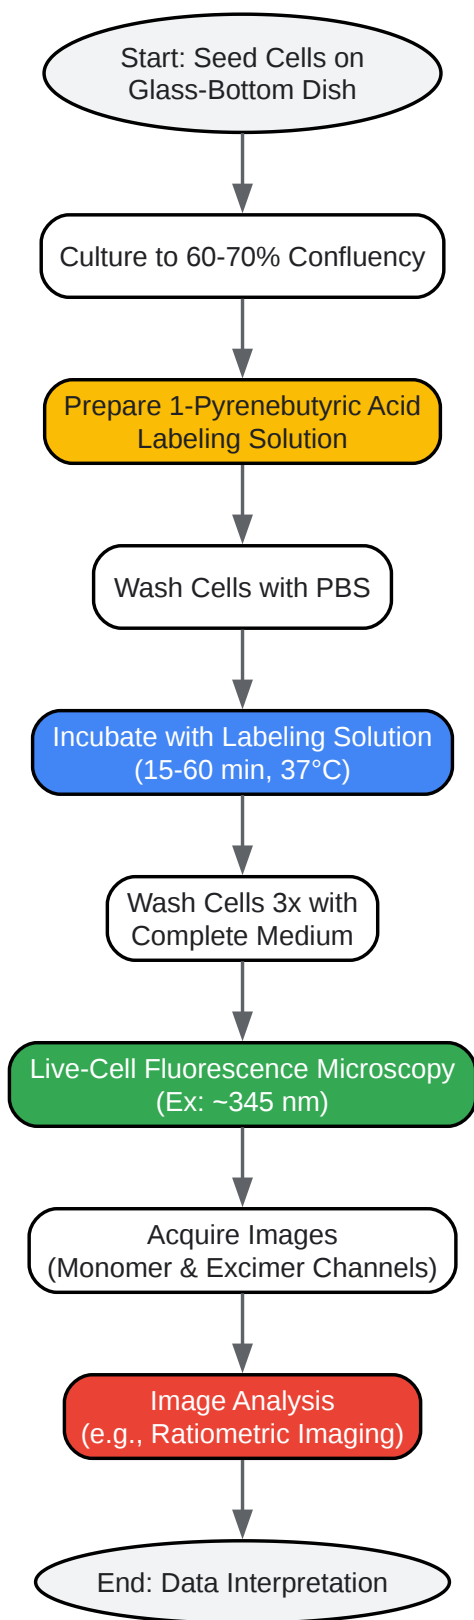 Start: Seed Cells on
Glass-Bottom Dish
Culture to 60-70% Confluency
Prepare 1-Pyrenebutyric Acid
Labeling Solution
Wash Cells with PBS
Incubate with Labeling Solution
(15-60 min, 37°C)
Wash Cells 3x with
Complete Medium
Live-Cell Fluorescence Microscopy
(Ex: ~345 nm)
Acquire Images
(Monomer & Excimer Channels)
Image Analysis
(e.g., Ratiometric Imaging)
End: Data Interpretation